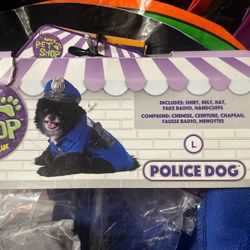 PET
SHOP
INCLUDES: SHIRT, BELT, HAT,
FAKE RADIO, HANDCUFFS
COMPREND: CHEMISE, CEINTURE, CHAPEAU,
FAUSSE RADIO, MENOTTES
L
POLICE DOG